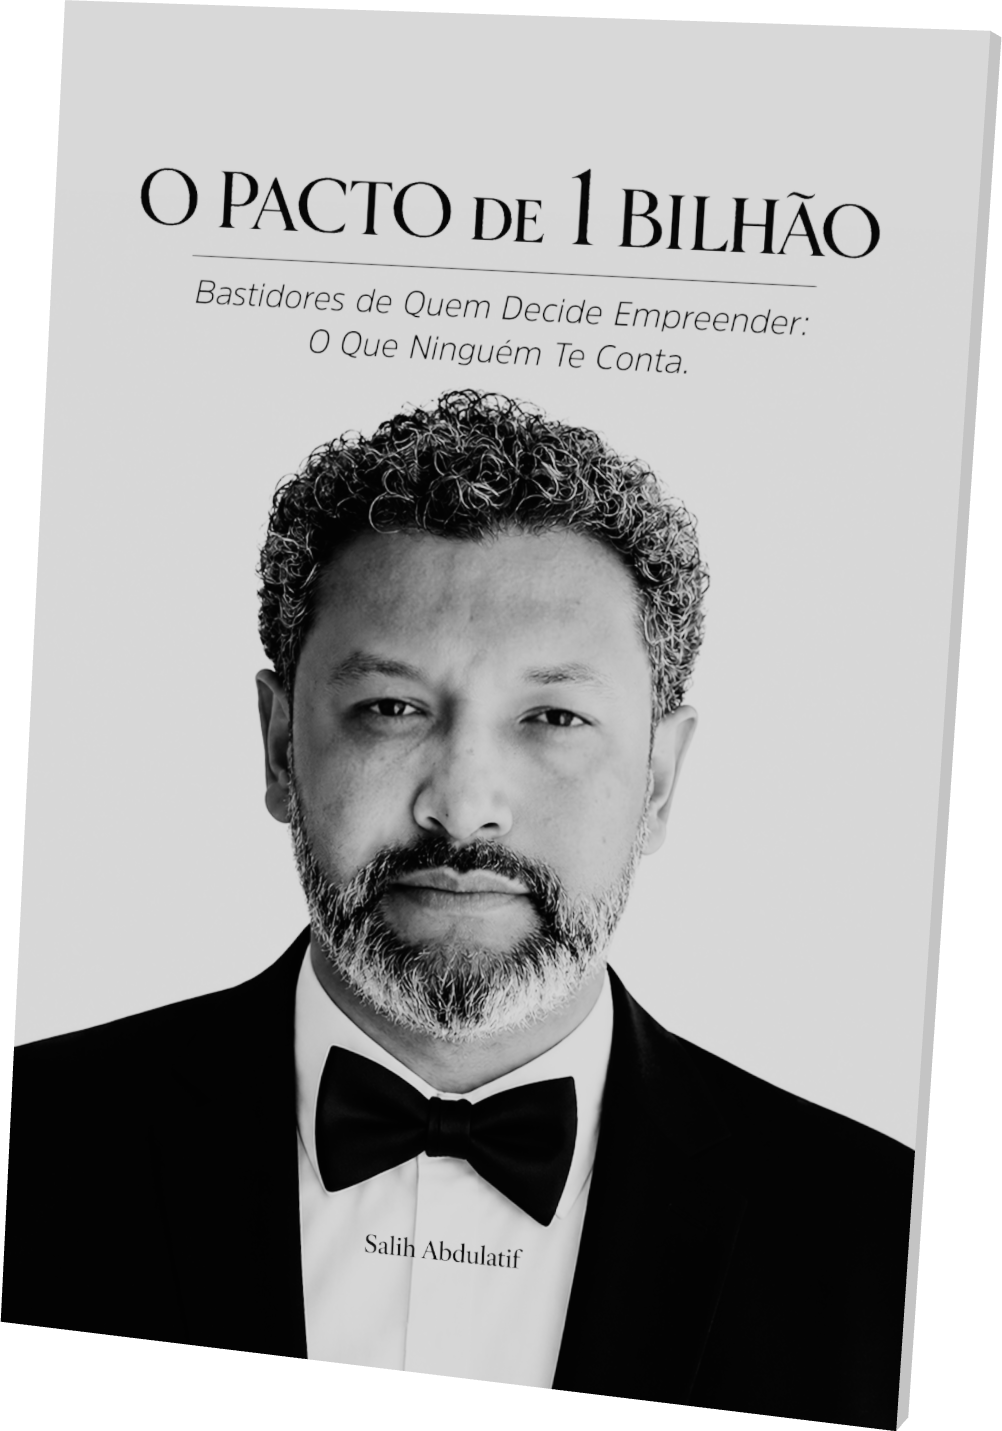 O PACTO DE 1 BILHÃO
Bastidores de Quem Decide Empreender:
O Que Ninguém Te Conta.
Salih Abdulatif